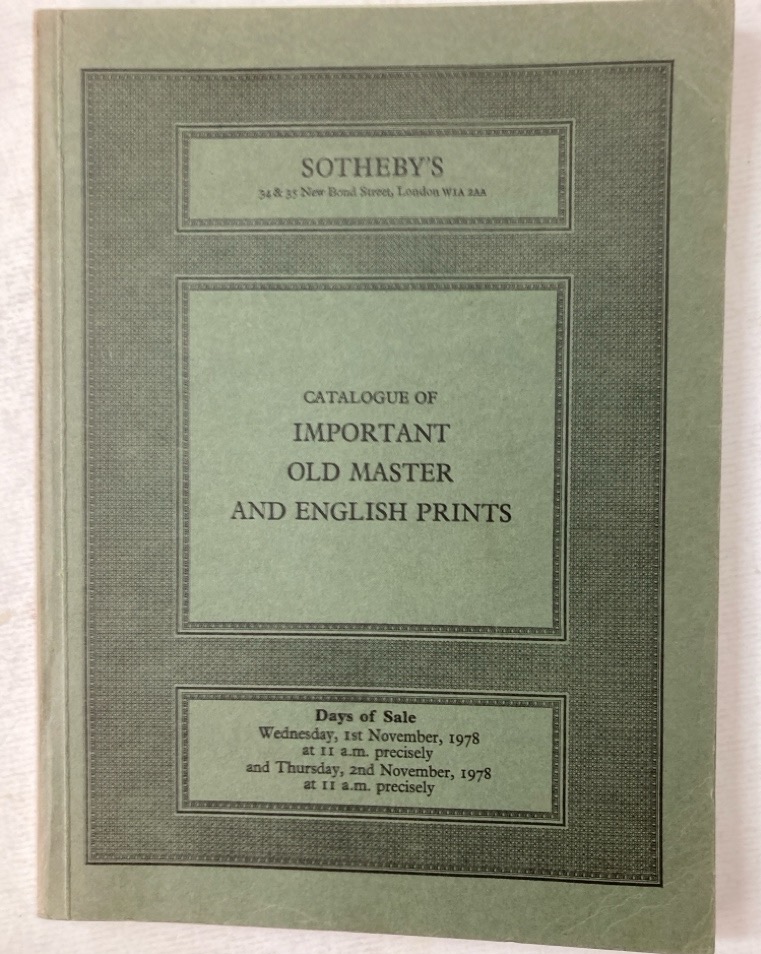 SOTHEBY'S
34 & 35 New Bond Street, London W1A 2AA
CATALOGUE OF
IMPORTANT
OLD MASTER
AND ENGLISH PRINTS
Days of Sale
Wednesday, 1st November, 1978
at 11 a.m. precisely
and Thursday, 2nd November, 1978
at 11 a.m. precisely